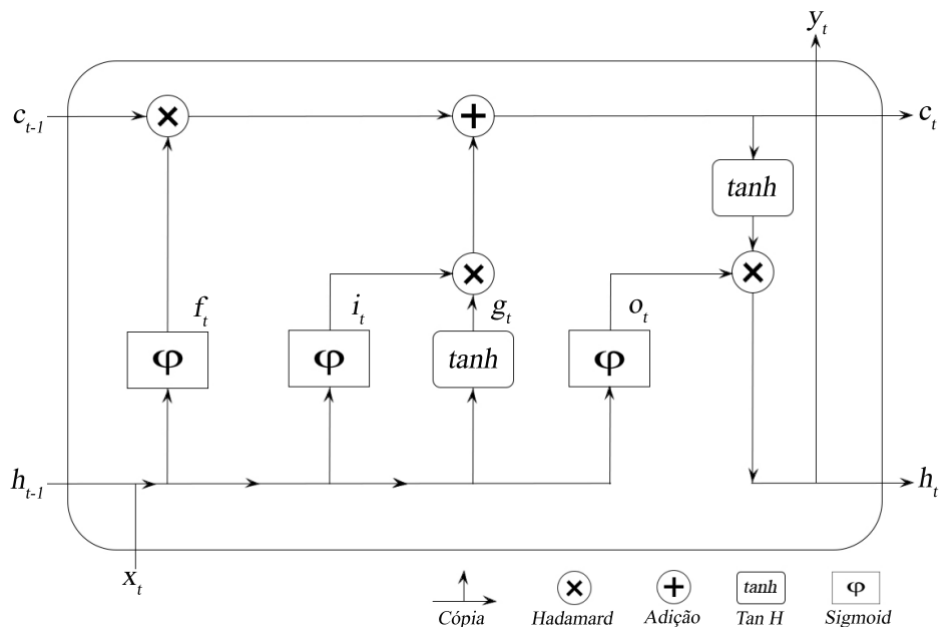 y_t
c_{t-1} c_t
tanh
f_t i_t g_t o_t
φ φ tanh φ
h_{t-1} h_t
x_t
tanh φ
Cópia Hadamard Adição Tan H Sigmoid